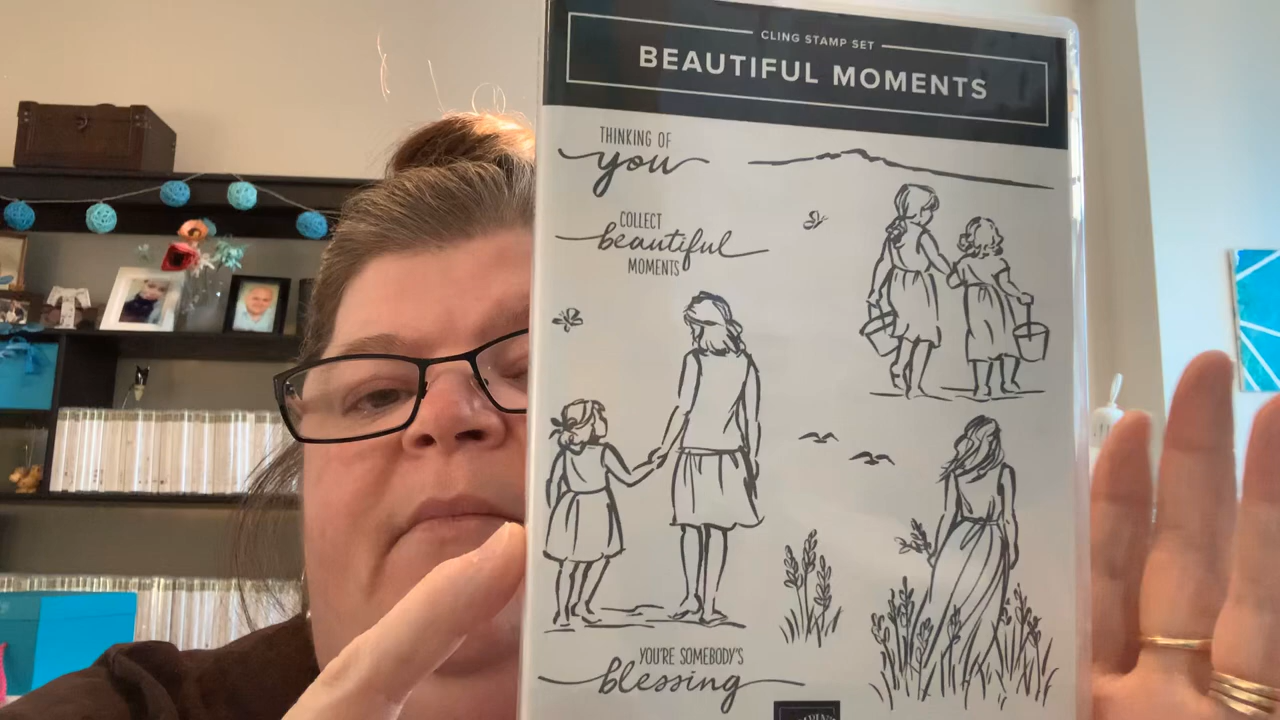 CLING STAMP SET
BEAUTIFUL MOMENTS
THINKING OF
you
COLLECT
beautiful
MOMENTS
YOU'RE SOMEBODY'S
blessing